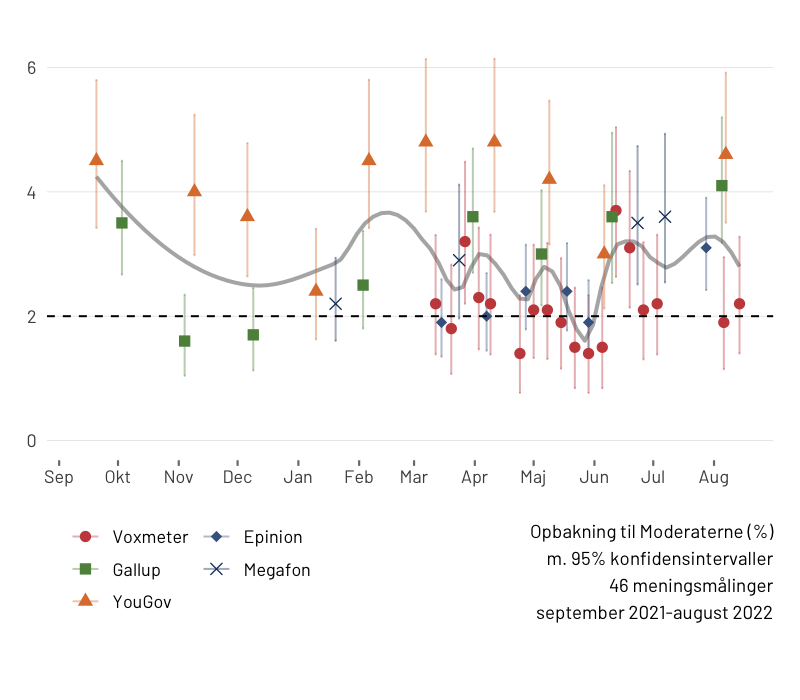 6
4
2
0
Sep Okt Nov Dec Jan Feb Mar Apr Maj Jun Jul Aug
Voxmeter
Gallup
YouGov
Epinion
Megafon
Opbakning til Moderaterne (%)
m. 95% konfidensintervaller
46 meningsmålinger
september 2021-august 2022